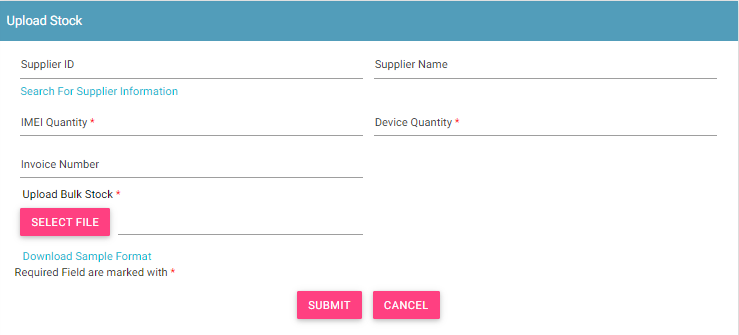 Upload Stock
Supplier ID
Supplier Name
Search For Supplier Information
IMEI Quantity *
Device Quantity *
Invoice Number
Upload Bulk Stock *
SELECT FILE
Download Sample Format
Required Field are marked with *
SUBMIT
CANCEL